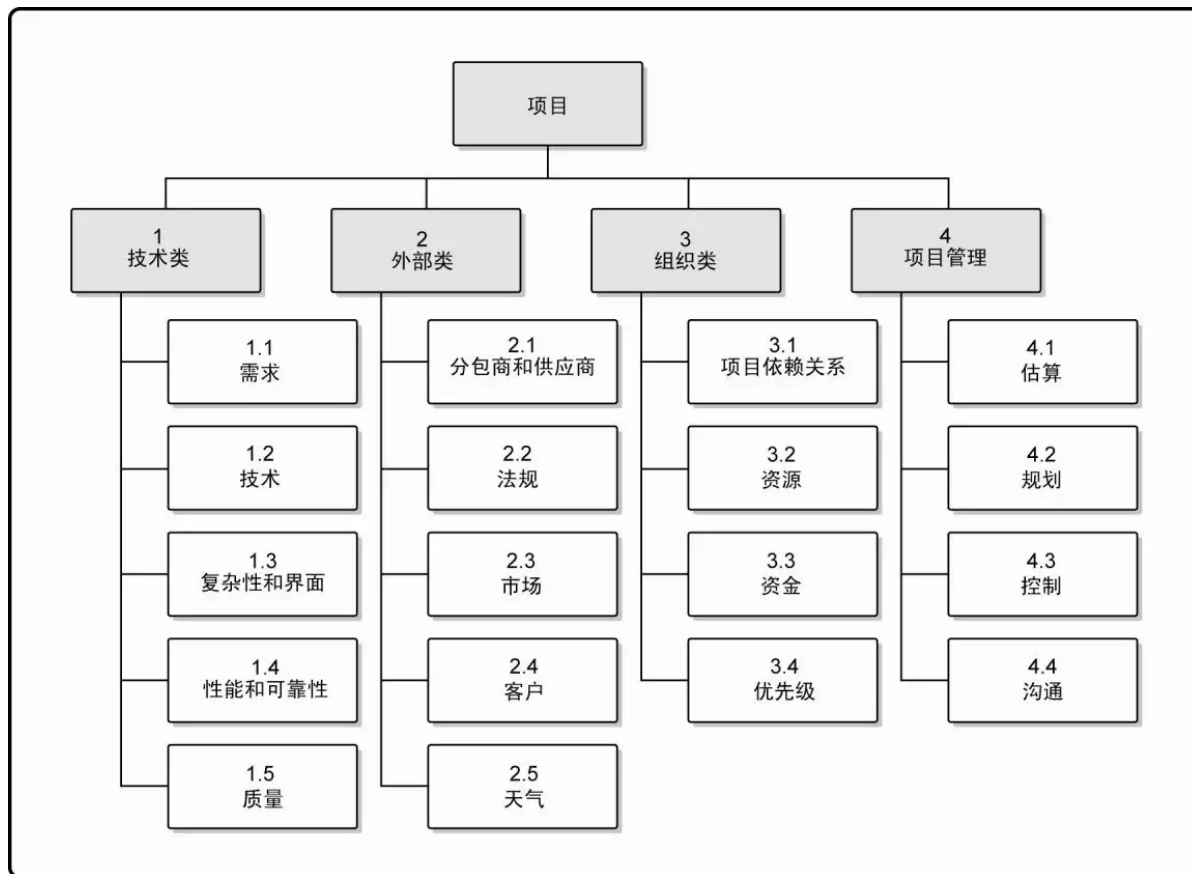 项目
1
技术类
2
外部类
3
组织类
4
项目管理
1.1
需求
2.1
分包商和供应商
3.1
项目依赖关系
4.1
估算
1.2
技术
2.2
法规
3.2
资源
4.2
规划
1.3
复杂性和界面
2.3
市场
3.3
资金
4.3
控制
1.4
性能和可靠性
2.4
客户
3.4
优先级
4.4
沟通
1.5
质量
2.5
天气